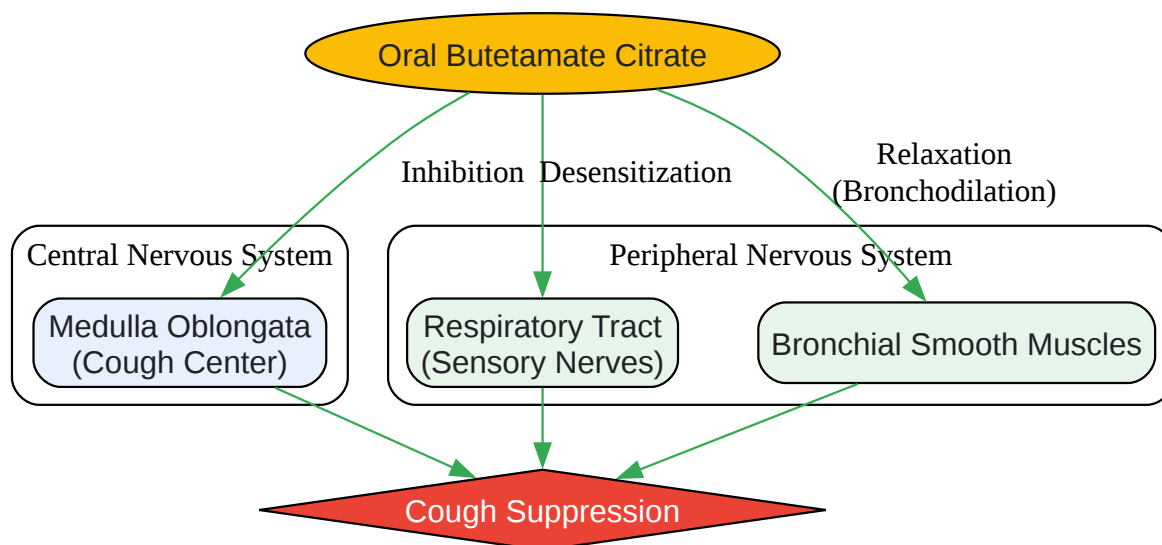 Oral Butetamate Citrate
Inhibition
Desensitization
Relaxation
(Bronchodilation)
Central Nervous System
Peripheral Nervous System
Medulla Oblongata
(Cough Center)
Respiratory Tract
(Sensory Nerves)
Bronchial Smooth Muscles
Cough Suppression